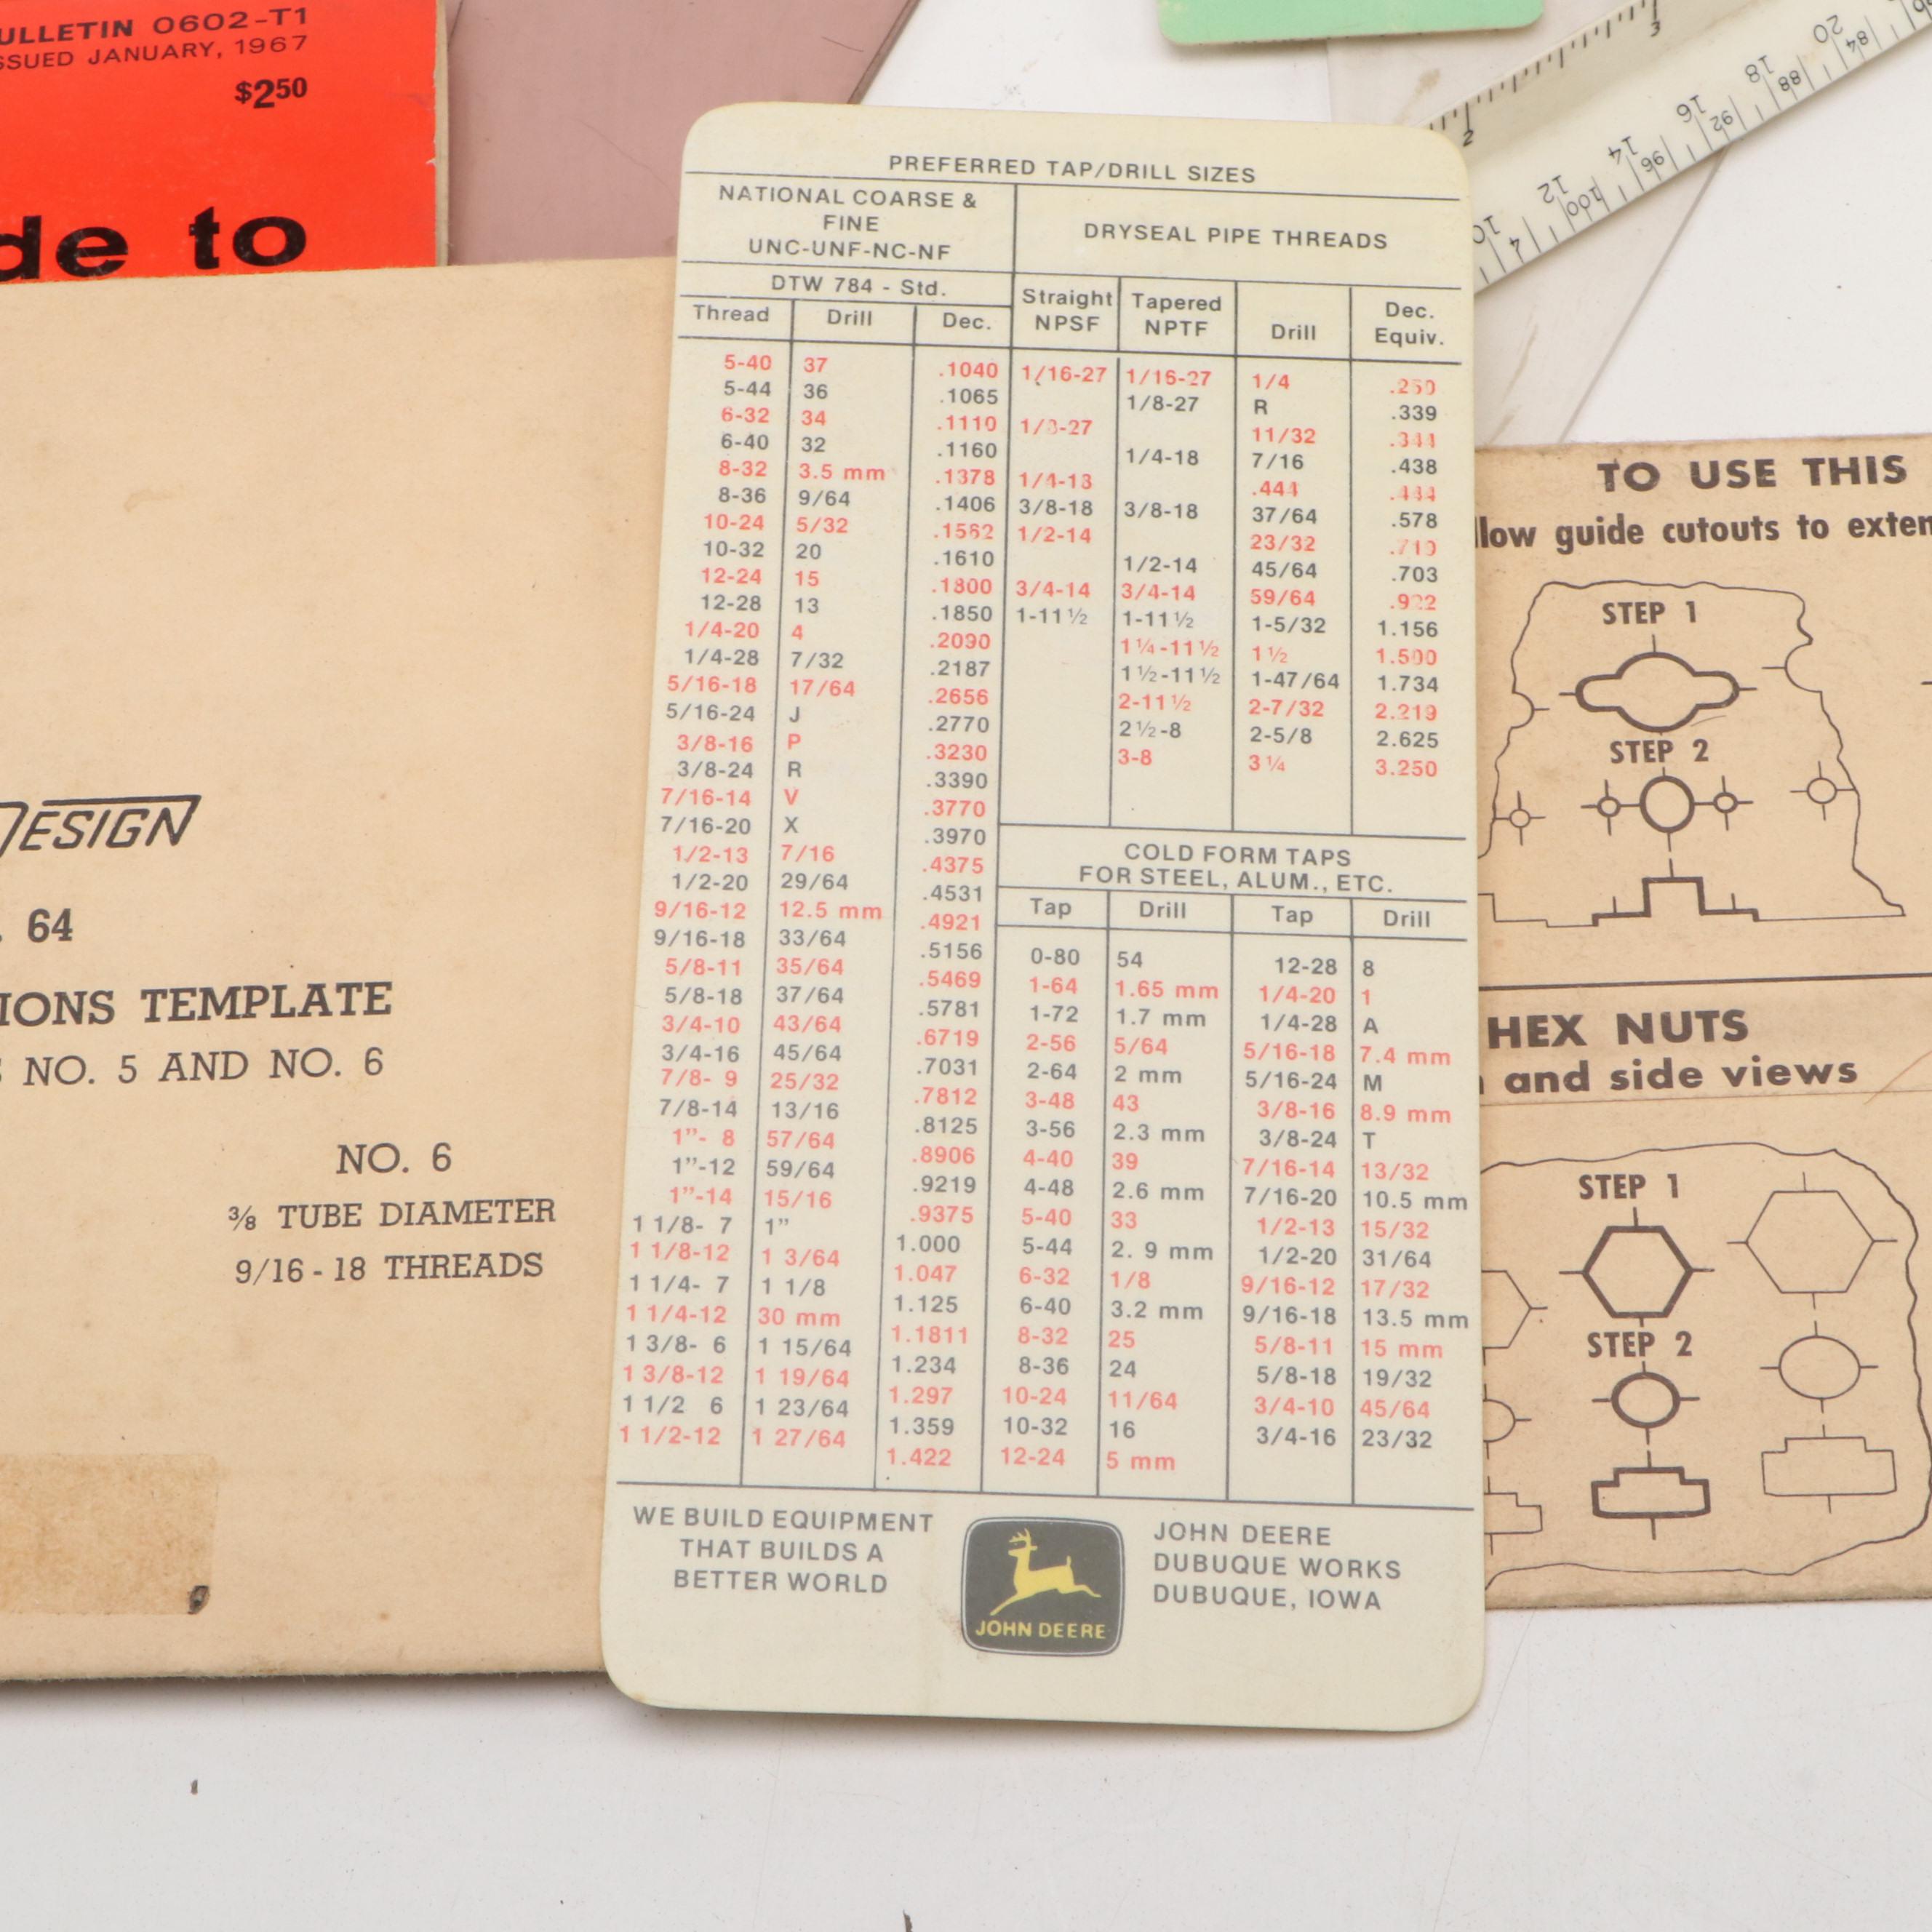 ULLETIN 0602-T1
SSUED JANUARY, 1967
$2.50
de to
DESIGN
. 64
IONS TEMPLATE
S NO. 5 AND NO. 6
NO. 6
3/8 TUBE DIAMETER
9/16 - 18 THREADS
PREFERRED TAP/DRILL SIZES
NATIONAL COARSE &
FINE
UNC-UNF-NC-NF
DTW 784 - Std.
Thread Drill Dec.
5-40 37 .1040
5-44 36 .1065
6-32 34 .1110
6-40 32 .1160
8-32 3.5 mm .1378
8-36 9/64 .1406
10-24 5/32 .1562
10-32 20 .1610
12-24 15 .1800
12-28 13 .1850
1/4-20 4 .2090
1/4-28 7/32 .2187
5/16-18 17/64 .2656
5/16-24 J .2770
3/8-16 P .3230
3/8-24 R .3390
7/16-14 V .3770
7/16-20 X .3970
1/2-13 7/16 .4375
1/2-20 29/64 .4531
9/16-12 12.5 mm .4921
9/16-18 33/64 .5156
5/8-11 35/64 .5469
5/8-18 37/64 .5781
3/4-10 43/64 .6719
3/4-16 45/64 .7031
7/8- 9 25/32 .7812
7/8-14 13/16 .8125
1"- 8 57/64 .8906
1"-12 59/64 .9219
1"-14 15/16 .9375
1 1/8- 7 1" 1.000
1 1/8-12 1 3/64 1.047
1 1/4- 7 1 1/8 1.125
1 1/4-12 30 mm 1.1811
1 3/8- 6 1 15/64 1.234
1 3/8-12 1 19/64 1.297
1 1/2 6 1 23/64 1.359
1 1/2-12 1 27/64 1.422
DRYSEAL PIPE THREADS
Straight NPSF Tapered NPTF Drill Dec. Equiv.
1/16-27 1/16-27 1/4 .250
1/8-27 R .339
1/8-27 11/32 .344
1/4-18 7/16 .438
1/4-18 .444 .444
3/8-18 3/8-18 37/64 .578
1/2-14 23/32 .719
1/2-14 45/64 .703
3/4-14 3/4-14 59/64 .922
1-11½ 1-11½ 1-5/32 1.156
1¼-11½ 1½ 1.500
1½-11½ 1-47/64 1.734
2-11½ 2-7/32 2.219
2½-8 2-5/8 2.625
3-8 3¼ 3.250
COLD FORM TAPS
FOR STEEL, ALUM., ETC.
Tap Drill Tap Drill
0-80 54 12-28 8
1-64 1.65 mm 1/4-20 1
1-72 1.7 mm 1/4-28 A
2-56 5/64 5/16-18 7.4 mm
2-64 2 mm 5/16-24 M
3-48 43 3/8-16 8.9 mm
3-56 2.3 mm 3/8-24 T
4-40 39 7/16-14 13/32
4-48 2.6 mm 7/16-20 10.5 mm
5-40 33 1/2-13 15/32
5-44 2. 9 mm 1/2-20 31/64
6-32 1/8 9/16-12 17/32
6-40 3.2 mm 9/16-18 13.5 mm
8-32 25 5/8-11 15 mm
8-36 24 5/8-18 19/32
10-24 11/64 3/4-10 45/64
10-32 16 3/4-16 23/32
12-24 5 mm
WE BUILD EQUIPMENT
THAT BUILDS A
BETTER WORLD
JOHN DEERE
JOHN DEERE
DUBUQUE WORKS
DUBUQUE, IOWA
2 3
10 12 14 16 18 20
4 100 96 92 88 84
TO USE THIS
llow guide cutouts to exten
STEP 1
STEP 2
HEX NUTS
and side views
STEP 1
STEP 2